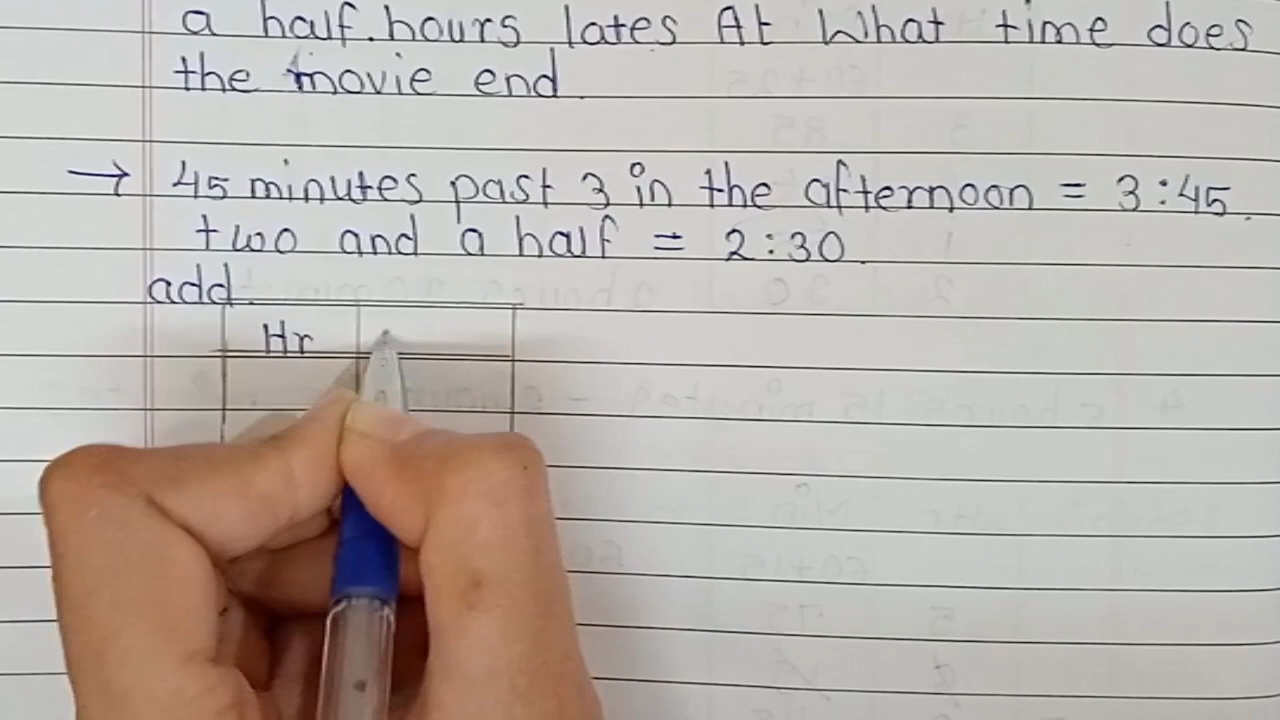 a half.hours lates At What time does
the movie end.
→ 45 minutes past 3 in the afternoon = 3:45.
two and a half = 2:30.
add.
Hr